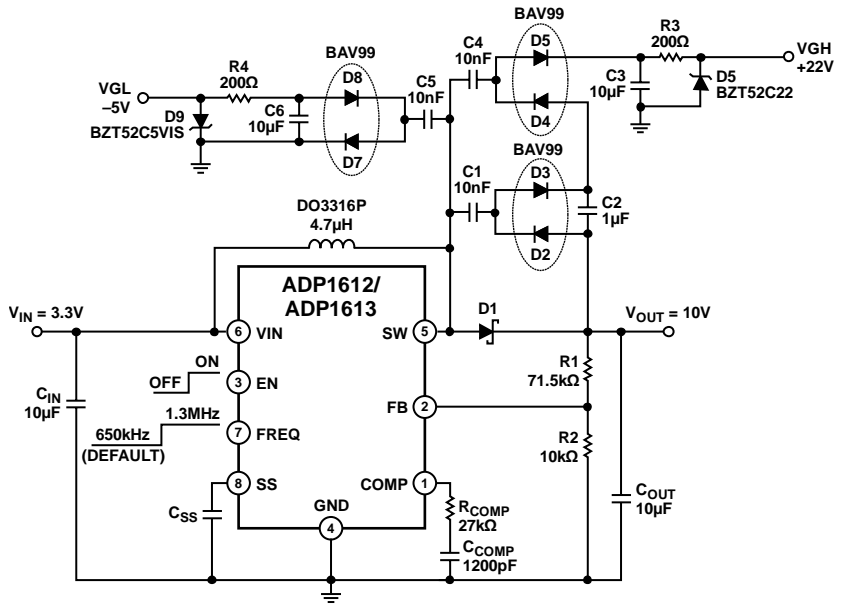 BAV99
D5
D4
C4
10nF
R3
200Ω
VGH
+22V
C3
10µF
D5
BZT52C22
BAV99
D8
D7
R4
200Ω
C5
10nF
VGL
–5V
D9
BZT52C5VIS
C6
10µF
BAV99
D3
D2
C1
10nF
C2
1µF
DO3316P
4.7µH
ADP1612/
ADP1613
VIN = 3.3V
6
VIN
SW
5
D1
VOUT = 10V
ON
OFF
3
EN
R1
71.5kΩ
CIN
10µF
FB
2
1.3MHz
650kHz
(DEFAULT)
7
FREQ
R2
10kΩ
8
SS
COMP
1
CSS
GND
4
RCOMP
27kΩ
CCOMP
1200pF
COUT
10µF